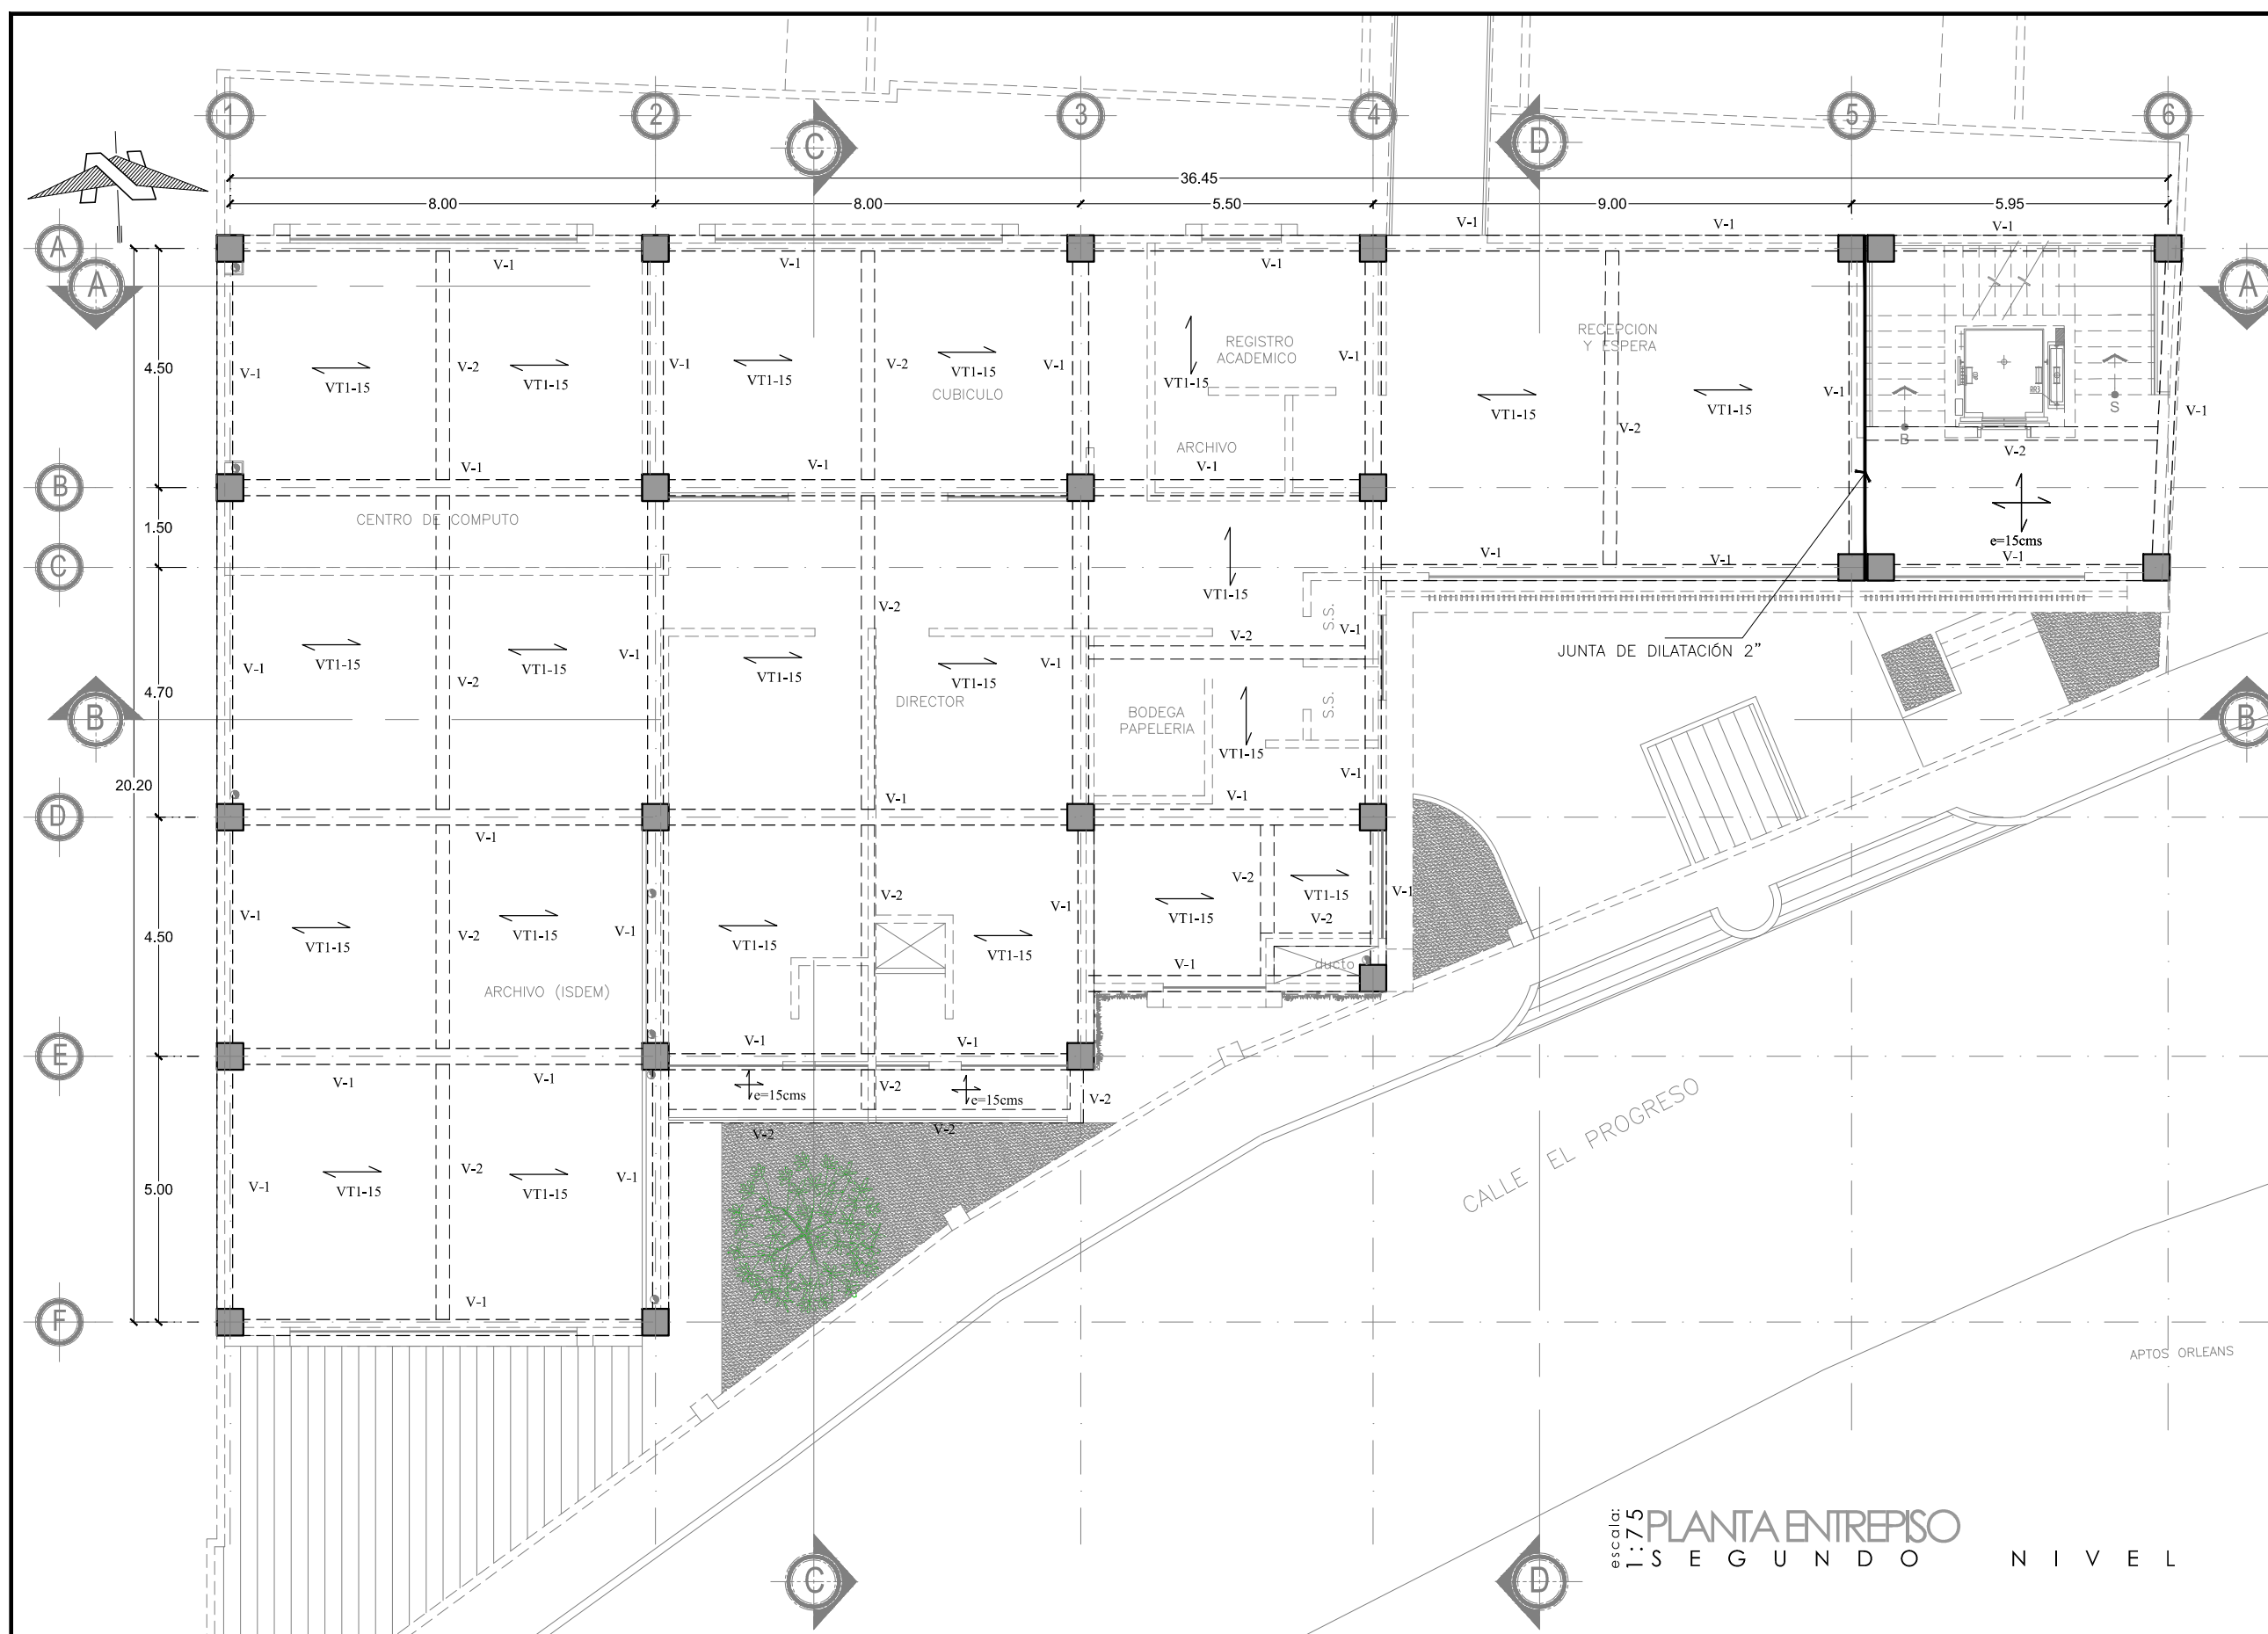 1
2
C
3
4
D
5
6
36.45
8.00
8.00
5.50
9.00
5.95
V-1
V-1
V-1
A
V-1
V-1
V-1
A
A
4.50
V-1
VT1-15
V-2
VT1-15
V-1
VT1-15
V-2
VT1-15
CUBICULO
V-1
REGISTRO
ACADEMICO
VT1-15
V-1
RECEPCION
Y ESPERA
VT1-15
V-2
VT1-15
V-1
V-1
S
B
V-2
ARCHIVO
V-1
V-1
V-1
B
CENTRO DE COMPUTO
1.50
e=15cms
V-1
V-1
V-1
C
VT1-15
V-2
V-1
S.S.
V-2
JUNTA DE DILATACIÓN 2"
V-1
VT1-15
V-2
VT1-15
V-1
VT1-15
VT1-15
V-1
4.70
DIRECTOR
BODEGA
PAPELERIA
S.S.
B
B
VT1-15
V-1
20.20
V-1
V-1
D
V-1
V-1
VT1-15
V-2
VT1-15
V-1
VT1-15
V-2
VT1-15
V-1
VT1-15
V-2
VT1-15
V-2
V-1
4.50
ARCHIVO (ISDEM)
V-1
ducto
E
V-1
V-1
V-1
V-1
e=15cms
V-2
e=15cms
V-2
V-2
V-2
CALLE EL PROGRESO
5.00
V-1
VT1-15
V-2
VT1-15
V-1
V-1
F
APTOS ORLEANS
escala:
1:75
PLANTA ENTREPISO
SEGUNDO NIVEL
C
D